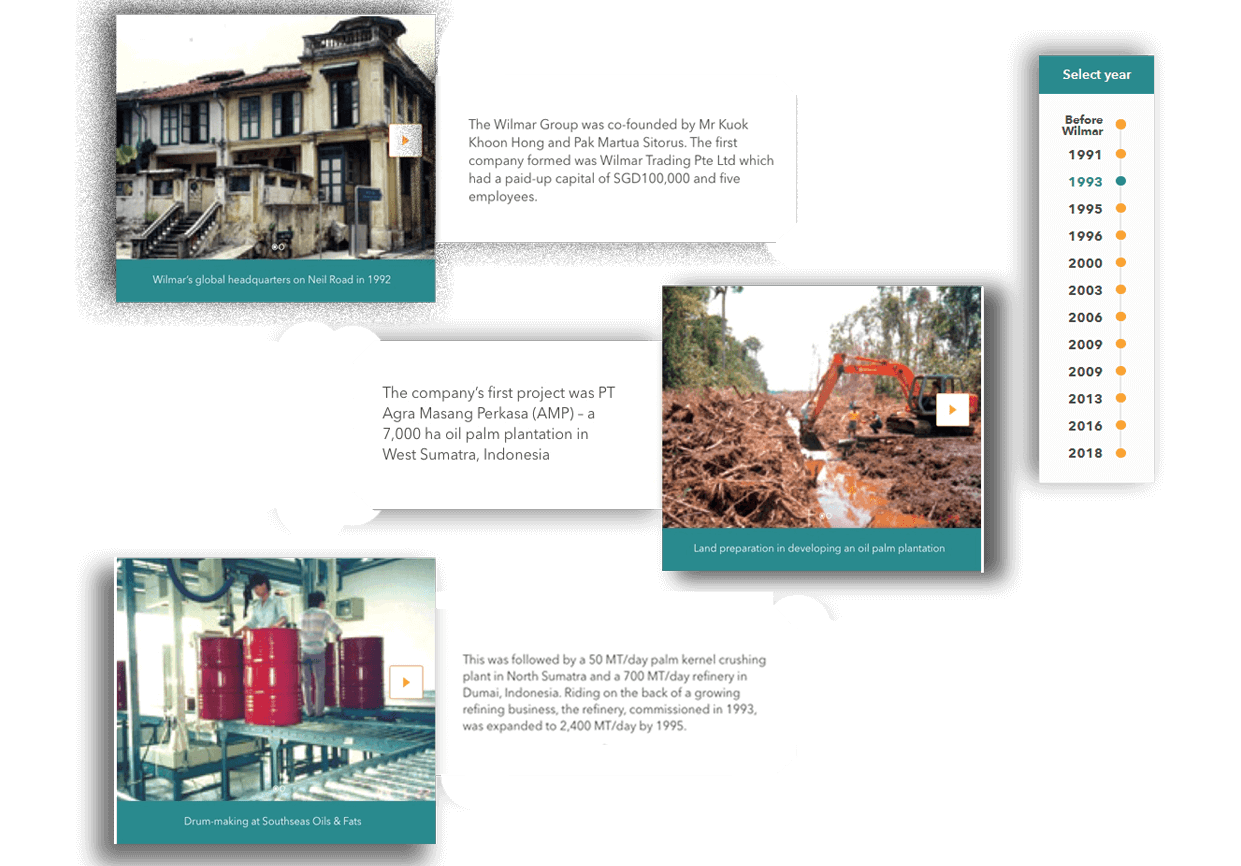 The Wilmar Group was co-founded by Mr Kuok
Khoon Hong and Pak Martua Sitorus. The first
company formed was Wilmar Trading Pte Ltd which
had a paid-up capital of SGD100,000 and five
employees.
Wilmar's global headquarters on Neil Road in 1992
The company's first project was PT
Agra Masang Perkasa (AMP) – a
7,000 ha oil palm plantation in
West Sumatra, Indonesia
Land preparation in developing an oil palm plantation
This was followed by a 50 MT/day palm kernel crushing
plant in North Sumatra and a 700 MT/day refinery in
Dumai, Indonesia. Riding on the back of a growing
refining business, the refinery, commissioned in 1993,
was expanded to 2,400 MT/day by 1995.
Drum-making at Southseas Oils & Fats
Select year
Before
Wilmar
1991
1993
1995
1996
2000
2003
2006
2009
2009
2013
2016
2018